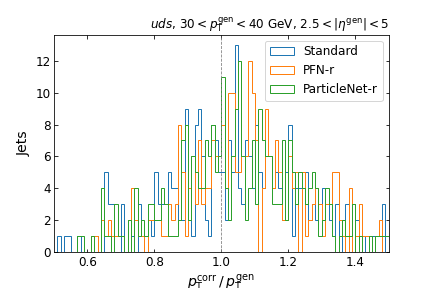 uds, 30 < p_T^gen < 40 GeV, 2.5 < |η^gen| < 5
Standard
PFN-r
ParticleNet-r
Jets
12
10
8
6
4
2
0
0.6 0.8 1.0 1.2 1.4
p_T^corr / p_T^gen